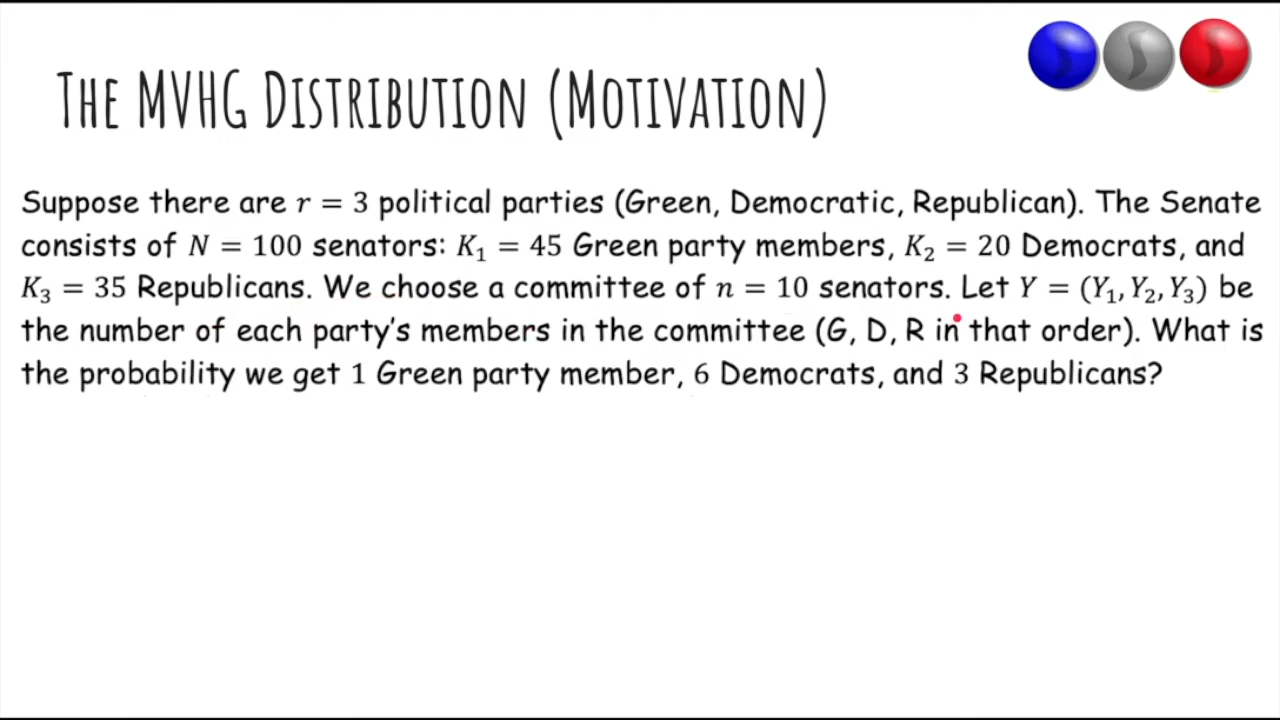 THE MVHG DISTRIBUTION (MOTIVATION)
Suppose there are r = 3 political parties (Green, Democratic, Republican). The Senate
consists of N = 100 senators: K₁ = 45 Green party members, K₂ = 20 Democrats, and
K₃ = 35 Republicans. We choose a committee of n = 10 senators. Let Y = (Y₁, Y₂, Y₃) be
the number of each party's members in the committee (G, D, R in that order). What is
the probability we get 1 Green party member, 6 Democrats, and 3 Republicans?